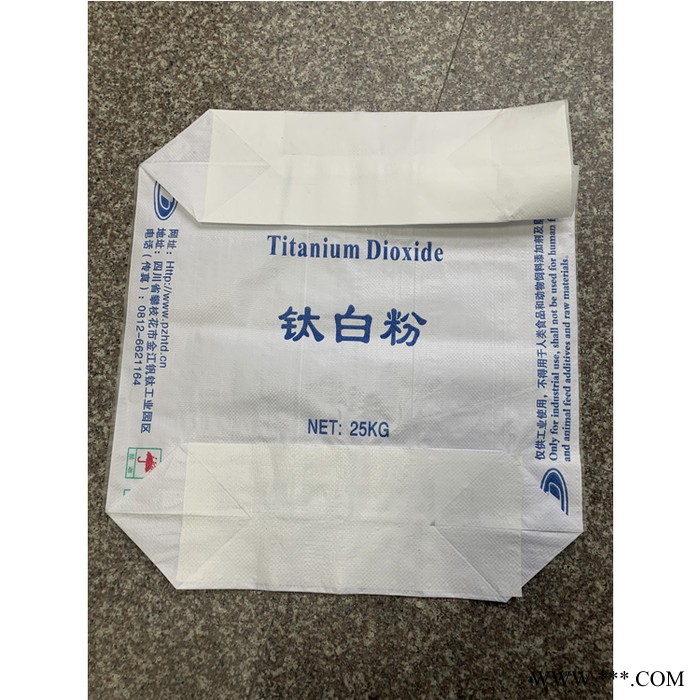 Titanium Dioxide
钛白粉
NET: 25KG
网址：Http://www.pzhtd.cn
地址：四川省攀枝花市金江钒钛工业园区
电话（传真）：0812-6621164
仅供工业使用，不得用于人类食品和动物饲料添加剂及原
Only for industrial use, shall not be used for human
and animal feed additives and raw materials.
WWW.***.COM